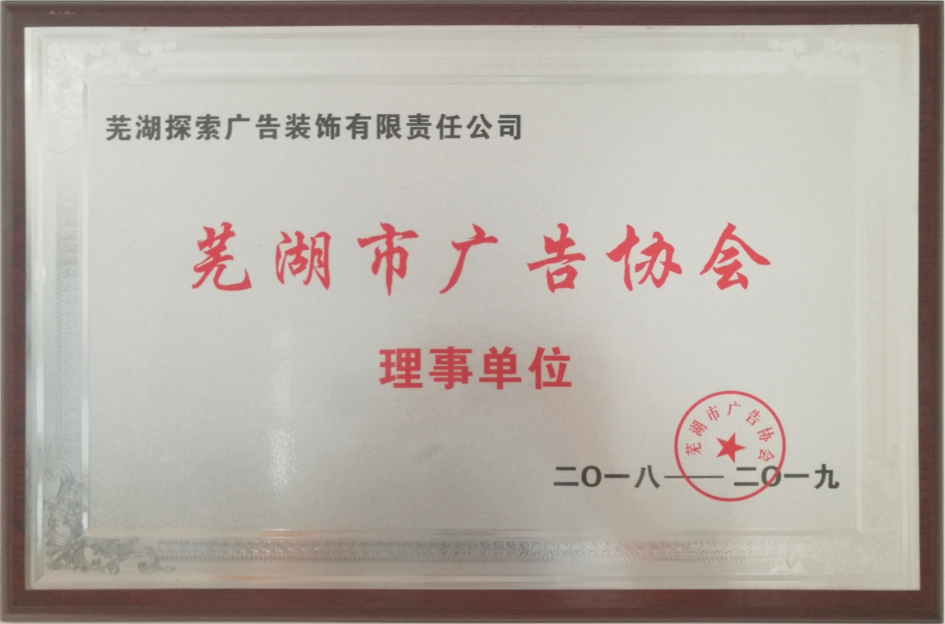 芜湖探索广告装饰有限责任公司
芜湖市广告协会
理事单位
芜湖市广告协会
二〇一八——二〇一九